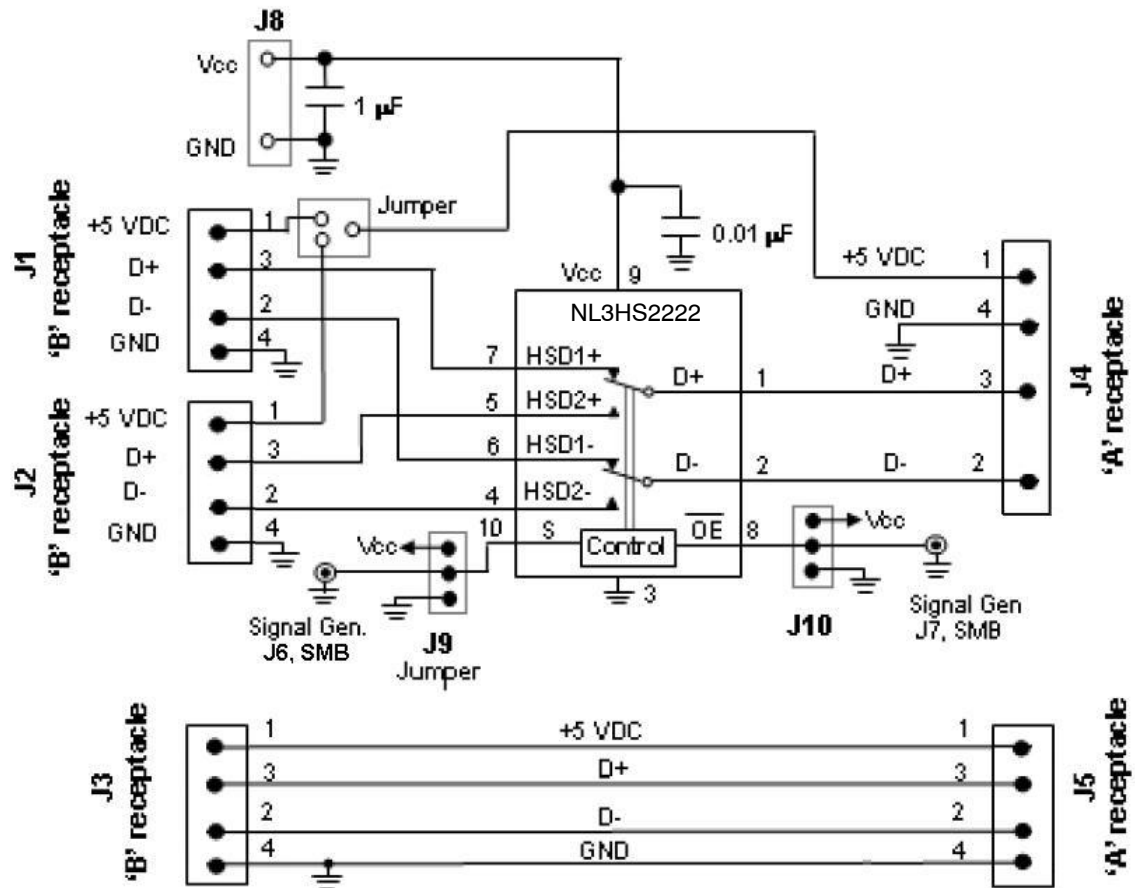 J8
Vcc
1 µF
GND
J1
'B' receptacle
+5 VDC
1
D+
3
D-
2
GND
4
Jumper
0.01 µF
Vcc
9
NL3HS2222
J2
'B' receptacle
+5 VDC
1
D+
3
D-
2
GND
4
7
HSD1+
5
HSD2+
6
HSD1-
4
HSD2-
10
S
Control
OE
8
3
D+
1
D+
3
D-
2
D-
2
+5 VDC
1
GND
4
J4
'A' receptacle
Vcc
Signal Gen.
J6, SMB
J9
Jumper
Vcc
J10
Signal Gen
J7, SMB
J3
'B' receptacle
1
+5 VDC
1
3
D+
3
2
D-
2
4
GND
4
J5
'A' receptacle